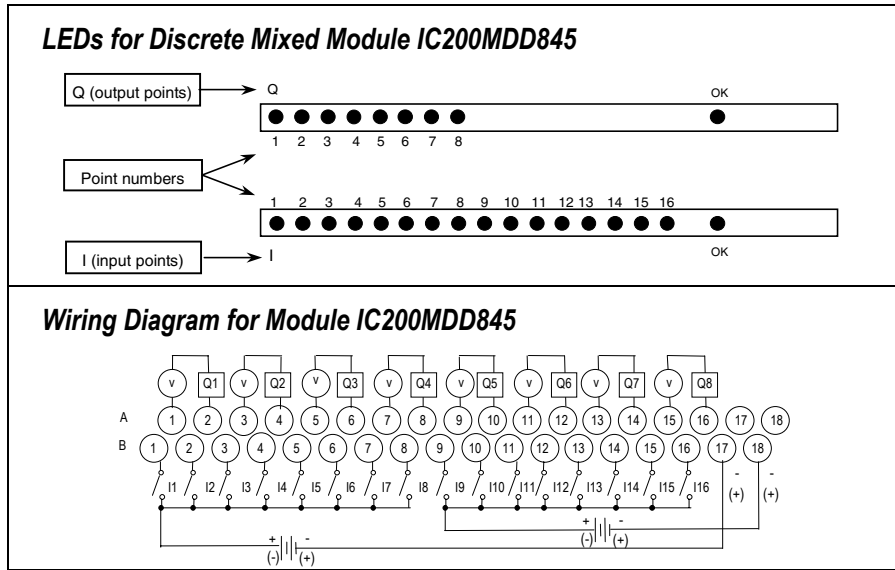 LEDs for Discrete Mixed Module IC200MDD845
Q (output points)
Q
OK
1 2 3 4 5 6 7 8
Point numbers
1 2 3 4 5 6 7 8 9 10 11 12 13 14 15 16
I (input points)
I
OK
Wiring Diagram for Module IC200MDD845
v Q1 v Q2 v Q3 v Q4 v Q5 v Q6 v Q7 v Q8
A 1 2 3 4 5 6 7 8 9 10 11 12 13 14 15 16 17 18
B 1 2 3 4 5 6 7 8 9 10 11 12 13 14 15 16 17 18
I1 I2 I3 I4 I5 I6 I7 I8 I9 I10 I11 I12 I13 I14 I15 I16
- -
(+) (+)
+ -
(-) (+)
+ -
(-) (+)